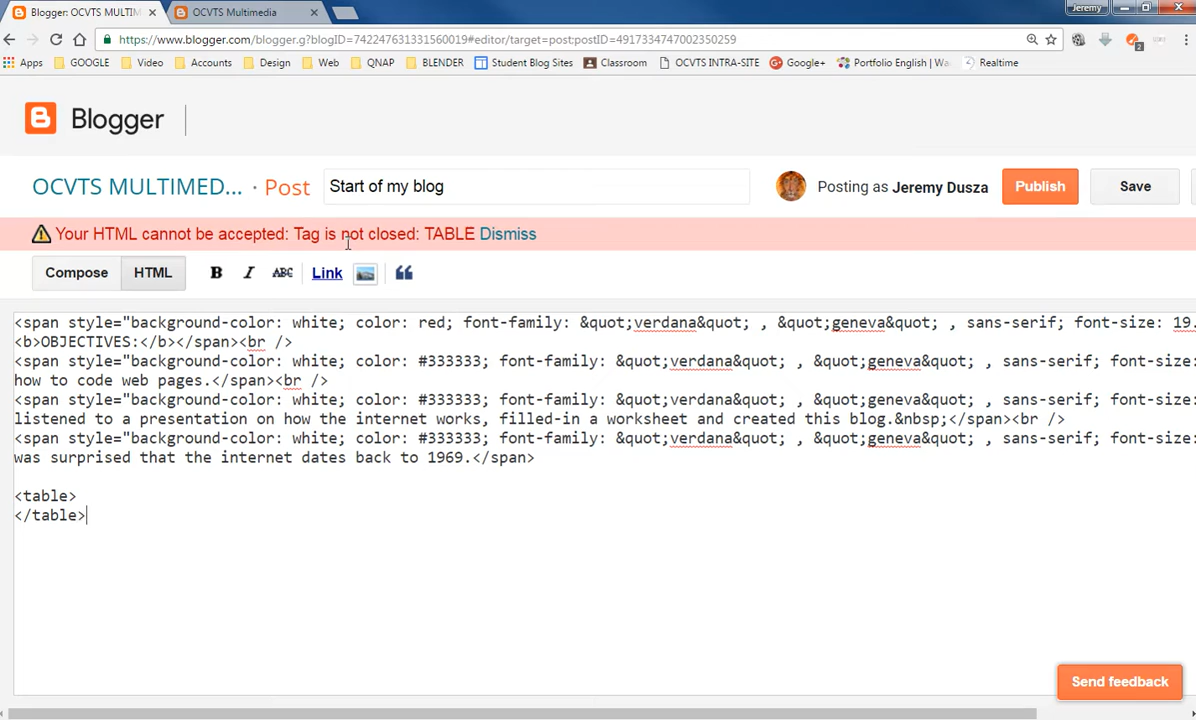 Blogger: OCVTS MULTIM
OCVTS Multimedia
Jeremy
https://www.blogger.com/blogger.g?blogID=742247631331560019#editor/target=post;postID=4917334747002350259
Apps GOOGLE Video Accounts Design Web QNAP BLENDER Student Blog Sites Classroom OCVTS INTRA-SITE Google+ Portfolio English | Wa Realtime
2
Blogger
OCVTS MULTIMED... · Post Start of my blog Posting as Jeremy Dusza Publish Save
Your HTML cannot be accepted: Tag is not closed: TABLE Dismiss
Compose HTML B I ABC Link
<span style="background-color: white; color: red; font-family: &quot;verdana&quot; , &quot;geneva&quot; , sans-serif; font-size: 19.
<b>OBJECTIVES:</b></span><br />
<span style="background-color: white; color: #333333; font-family: &quot;verdana&quot; , &quot;geneva&quot; , sans-serif; font-size:
how to code web pages.</span><br />
<span style="background-color: white; color: #333333; font-family: &quot;verdana&quot; , &quot;geneva&quot; , sans-serif; font-size:
listened to a presentation on how the internet works, filled-in a worksheet and created this blog.&nbsp;</span><br />
<span style="background-color: white; color: #333333; font-family: &quot;verdana&quot; , &quot;geneva&quot; , sans-serif; font-size:
was surprised that the internet dates back to 1969.</span>
<table>
</table>
Send feedback